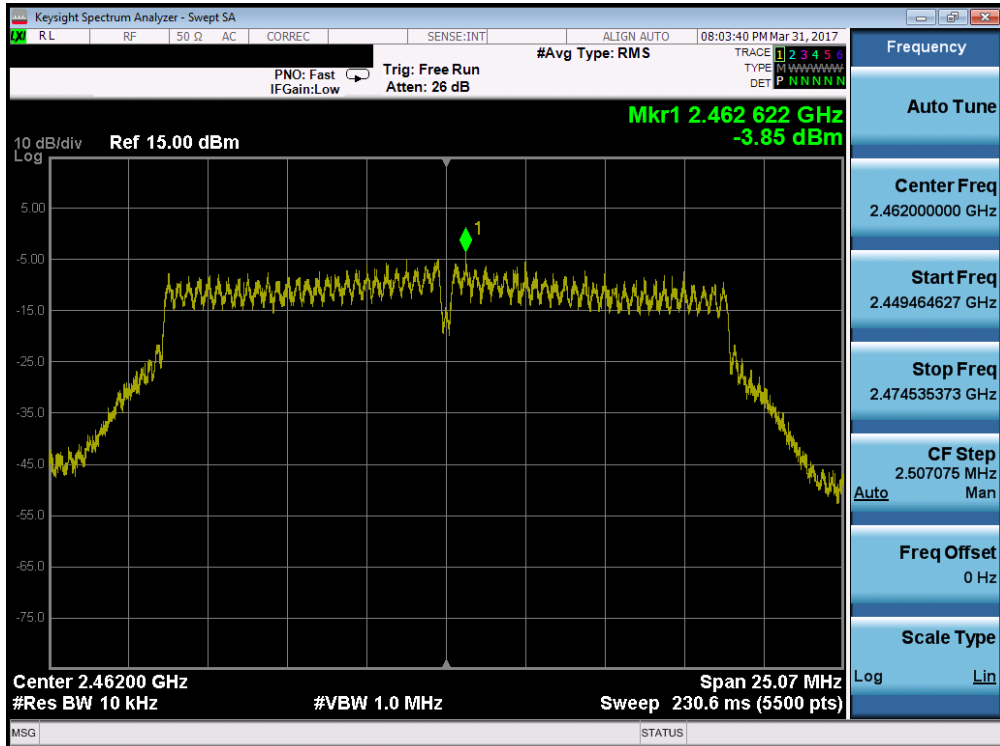 Keysight Spectrum Analyzer - Swept SA
LXI RL RF 50 Ω AC CORREC SENSE:INT ALIGN AUTO 08:03:40 PM Mar 31, 2017
#Avg Type: RMS
TRACE 1 2 3 4 5 6
TYPE M WWWWW
DET P N N N N N
PNO: Fast
IFGain:Low
Trig: Free Run
Atten: 26 dB
Mkr1 2.462 622 GHz
-3.85 dBm
10 dB/div Ref 15.00 dBm
Log
5.00
-5.00
-15.0
-25.0
-35.0
-45.0
-55.0
-65.0
-75.0
1
Center 2.46200 GHz Span 25.07 MHz
#Res BW 10 kHz #VBW 1.0 MHz Sweep 230.6 ms (5500 pts)
MSG STATUS
Frequency
Auto Tune
Center Freq
2.462000000 GHz
Start Freq
2.449464627 GHz
Stop Freq
2.474535373 GHz
CF Step
2.507075 MHz
Auto Man
Freq Offset
0 Hz
Scale Type
Log Lin